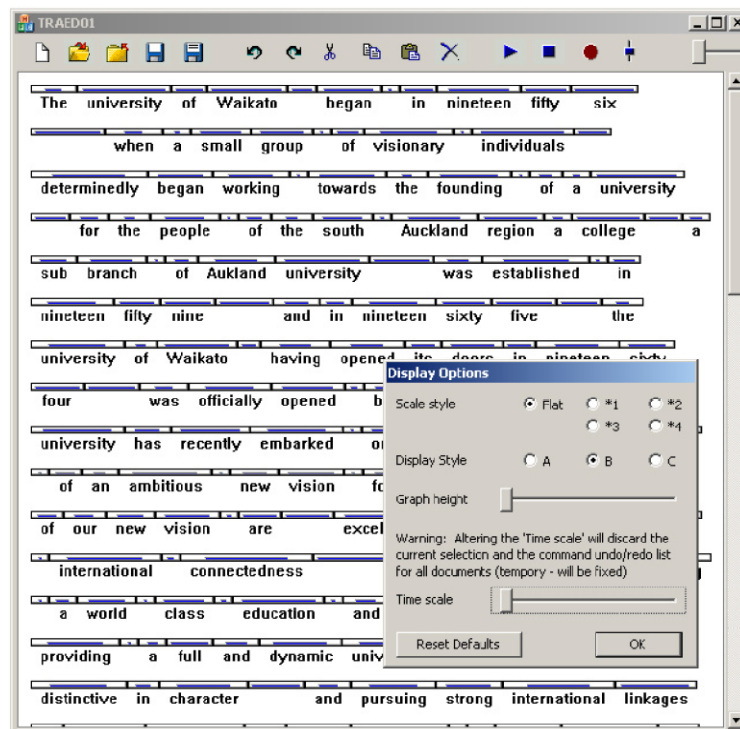 TRAED01
The university of Waikato began in nineteen fifty six
when a small group of visionary individuals
determinedly began working towards the founding of a university
for the people of the south Auckland region a college a
sub branch of Aukland university was established in
nineteen fifty nine and in nineteen sixty five the
university of Waikato having opened its doors in nineteen sixty
four was officially opened
university has recently embarked
of an ambitious new vision
of our new vision are
international connectedness
a world class education and
providing a full and dynamic
distinctive in character and pursuing strong international linkages
Display Options
Scale style Flat *1 *2
*3 *4
Display Style A B C
Graph height
Warning: Altering the 'Time scale' will discard the
current selection and the command undo/redo list
for all documents (tempory - will be fixed)
Time scale
Reset Defaults OK